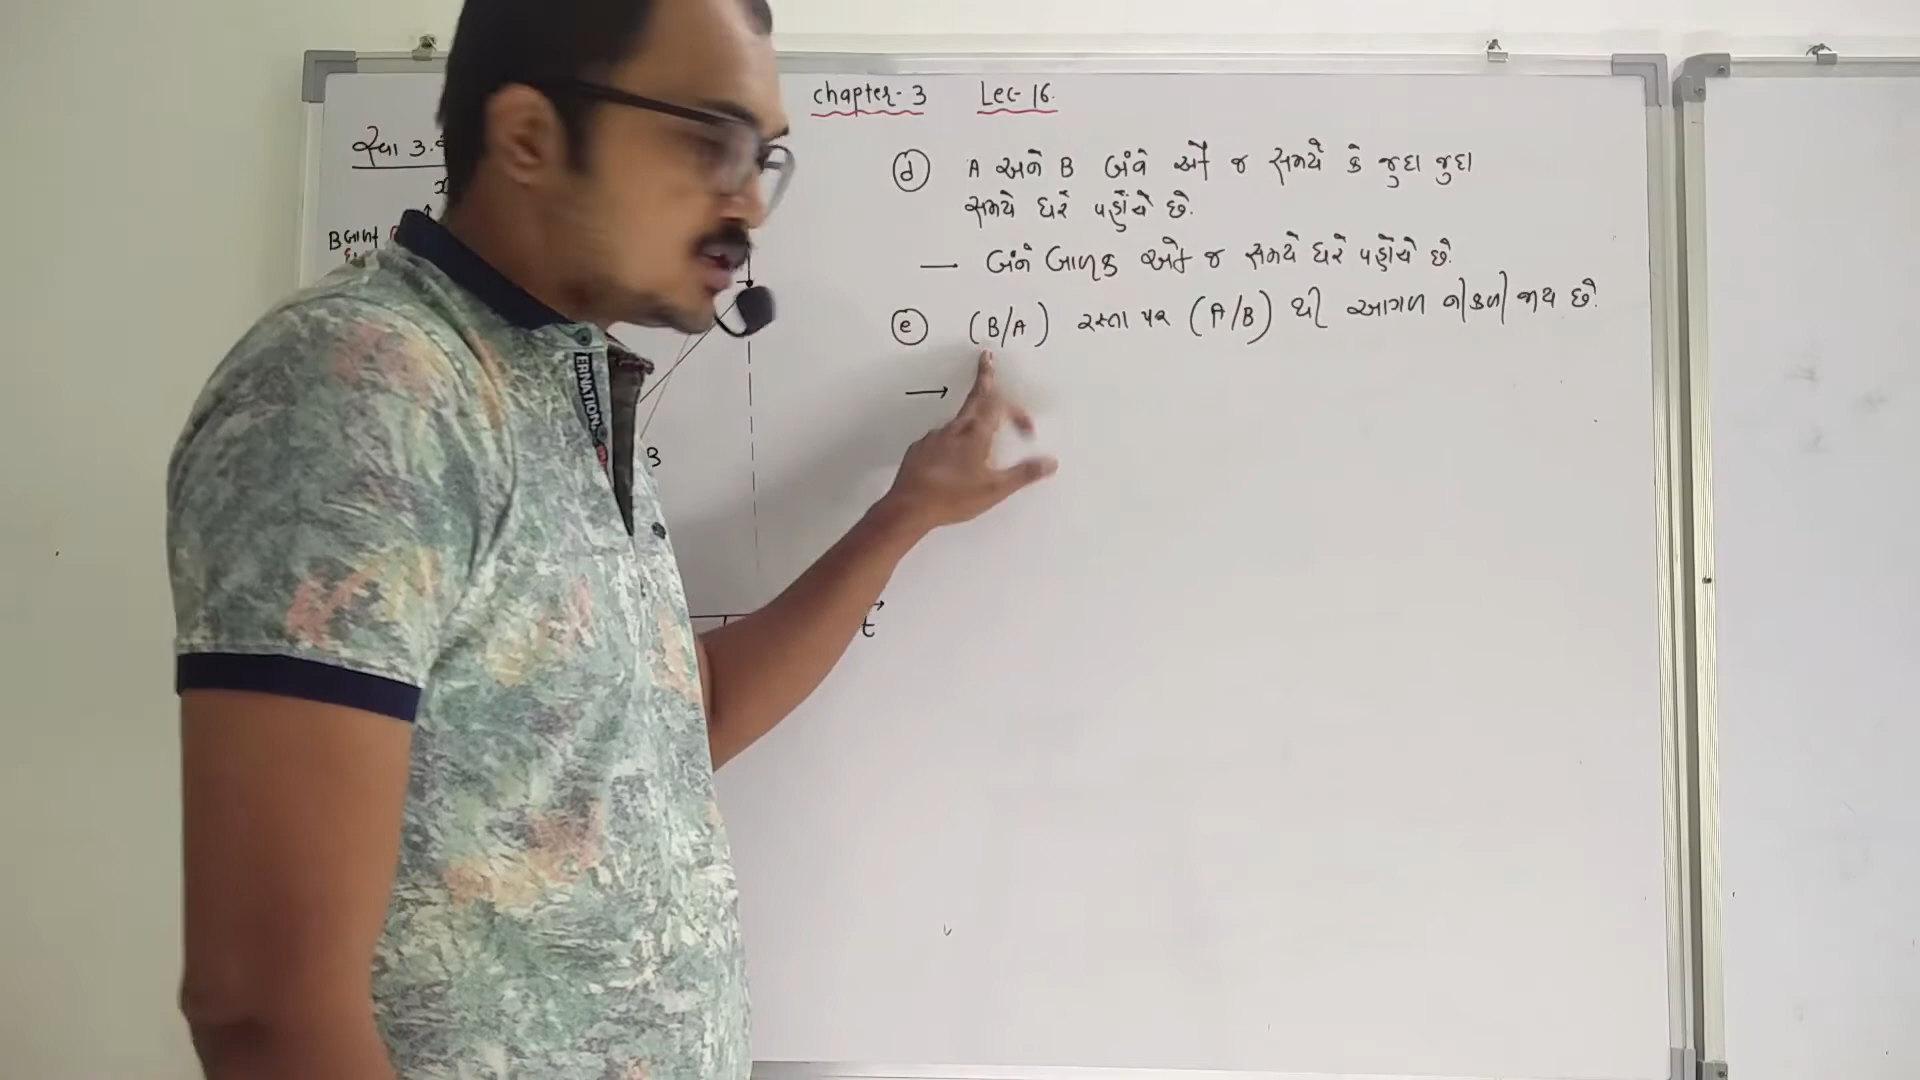 chapter-3 Lec-16.
x
B બાળક
B
t
ⓓ A અને B બંને એક જ સમયે કે જુદા જુદા
સમયે ઘરે પહોંચે છે.
— બંને બાળક એક જ સમયે ઘરે પહોંચે છે.
ⓔ (B/A) રસ્તા પર (A/B) થી આગળ નીકળી જાય છે.
→